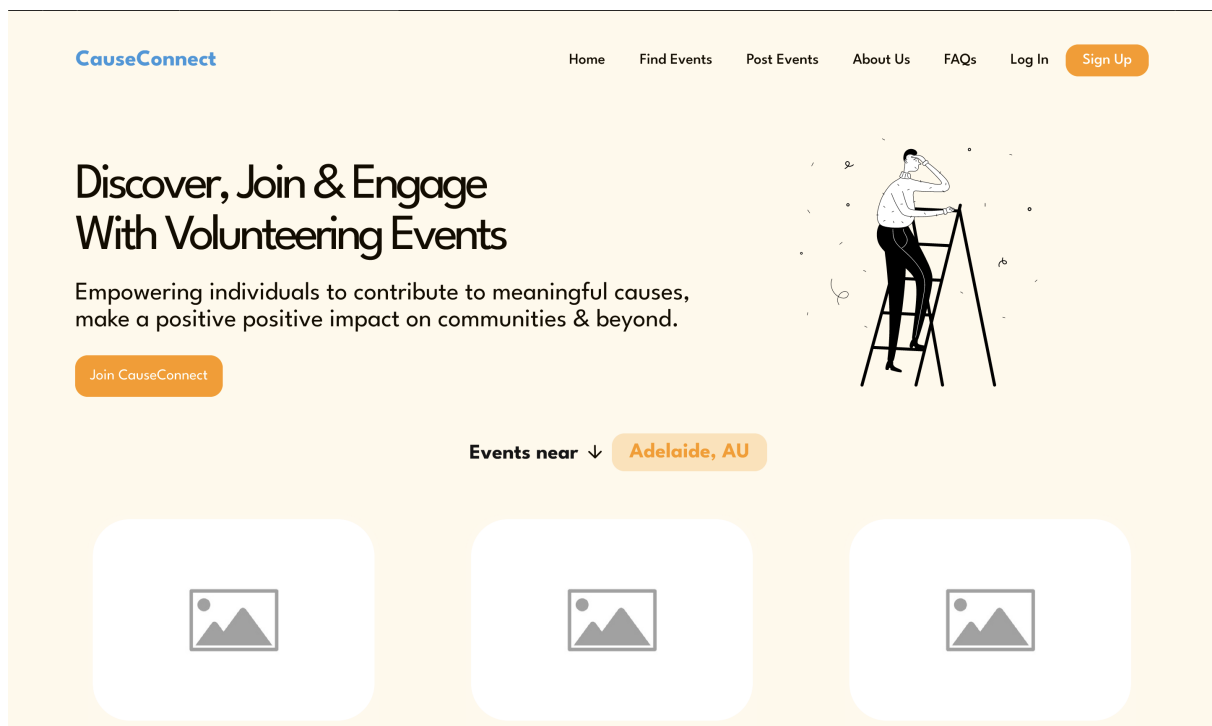 CauseConnect
Home Find Events Post Events About Us FAQs Log In Sign Up
Discover, Join & Engage
With Volunteering Events
Empowering individuals to contribute to meaningful causes,
make a positive positive impact on communities & beyond.
Join CauseConnect
Events near ↓ Adelaide, AU